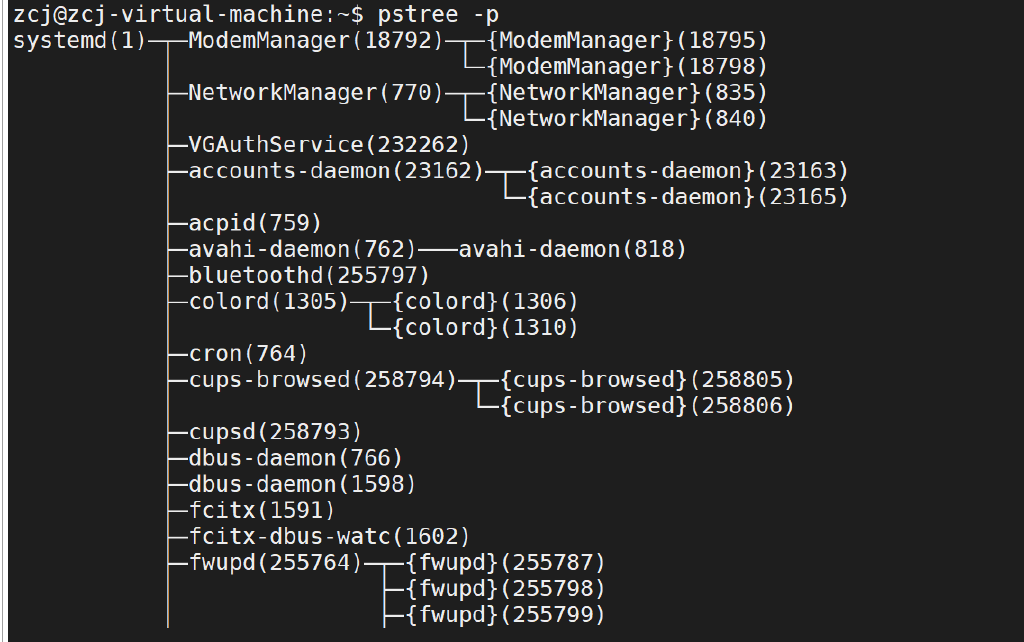 zcj@zcj-virtual-machine:~$ pstree -p
systemd(1)─┬─ModemManager(18792)─┬─{ModemManager}(18795)
           │                     └─{ModemManager}(18798)
           ├─NetworkManager(770)─┬─{NetworkManager}(835)
           │                     └─{NetworkManager}(840)
           ├─VGAuthService(232262)
           ├─accounts-daemon(23162)─┬─{accounts-daemon}(23163)
           │                        └─{accounts-daemon}(23165)
           ├─acpid(759)
           ├─avahi-daemon(762)───avahi-daemon(818)
           ├─bluetoothd(255797)
           ├─colord(1305)─┬─{colord}(1306)
           │              └─{colord}(1310)
           ├─cron(764)
           ├─cups-browsed(258794)─┬─{cups-browsed}(258805)
           │                      └─{cups-browsed}(258806)
           ├─cupsd(258793)
           ├─dbus-daemon(766)
           ├─dbus-daemon(1598)
           ├─fcitx(1591)
           ├─fcitx-dbus-watc(1602)
           ├─fwupd(255764)─┬─{fwupd}(255787)
           │               ├─{fwupd}(255798)
           │               ├─{fwupd}(255799)